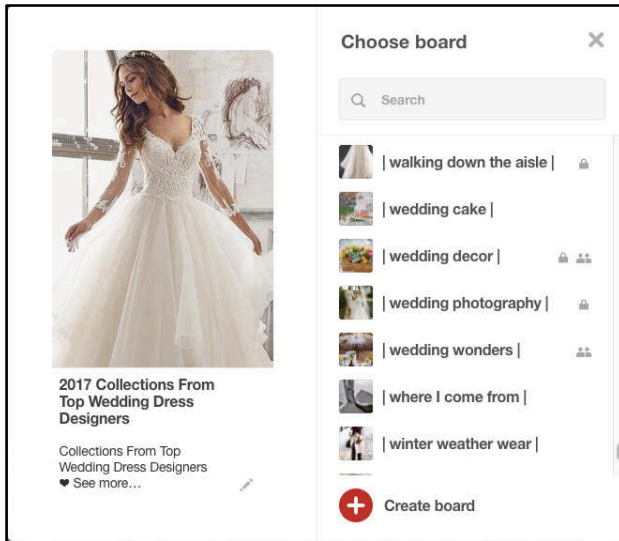 Choose board
Search
| walking down the aisle |
| wedding cake |
| wedding decor |
| wedding photography |
| wedding wonders |
| where I come from |
| winter weather wear |
Create board
2017 Collections From
Top Wedding Dress
Designers
Collections From Top
Wedding Dress Designers
♥ See more…